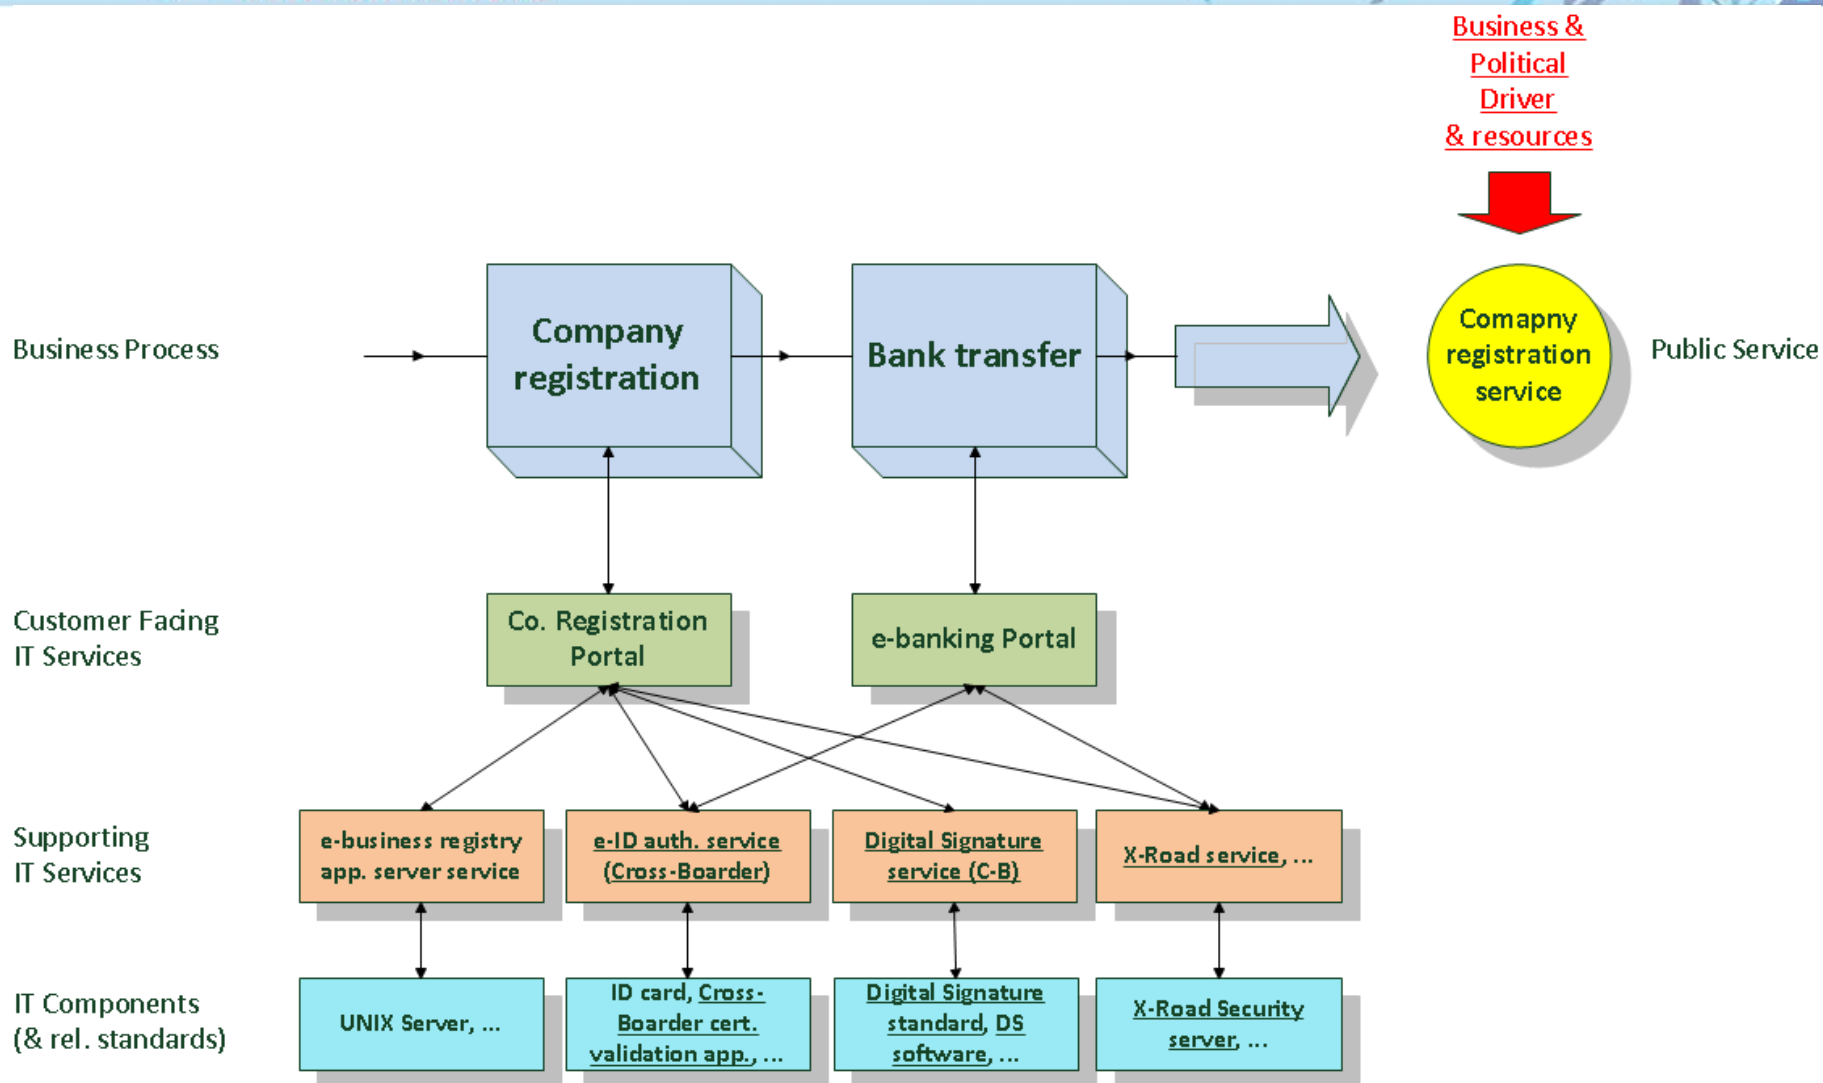 Business &
Political
Driver
& resources
Business Process
Company
registration
Bank transfer
Comapny
registration
service
Public Service
Customer Facing
IT Services
Co. Registration
Portal
e-banking Portal
Supporting
IT Services
e-business registry
app. server service
e-ID auth. service
(Cross-Boarder)
Digital Signature
service (C-B)
X-Road service, ...
IT Components
(& rel. standards)
UNIX Server, ...
ID card, Cross-
Boarder cert.
validation app., ...
Digital Signature
standard, DS
software, ...
X-Road Security
server, ...